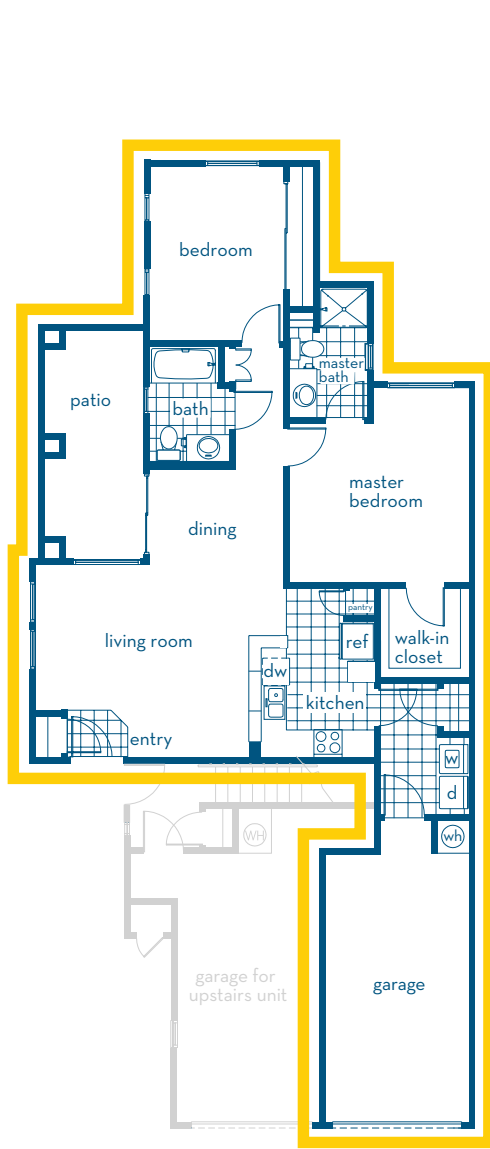 bedroom
master
bath
patio
bath
master
bedroom
dining
pantry
living room
ref
walk-in
closet
dw
kitchen
entry
w
d
WH
wh
garage for
upstairs unit
garage